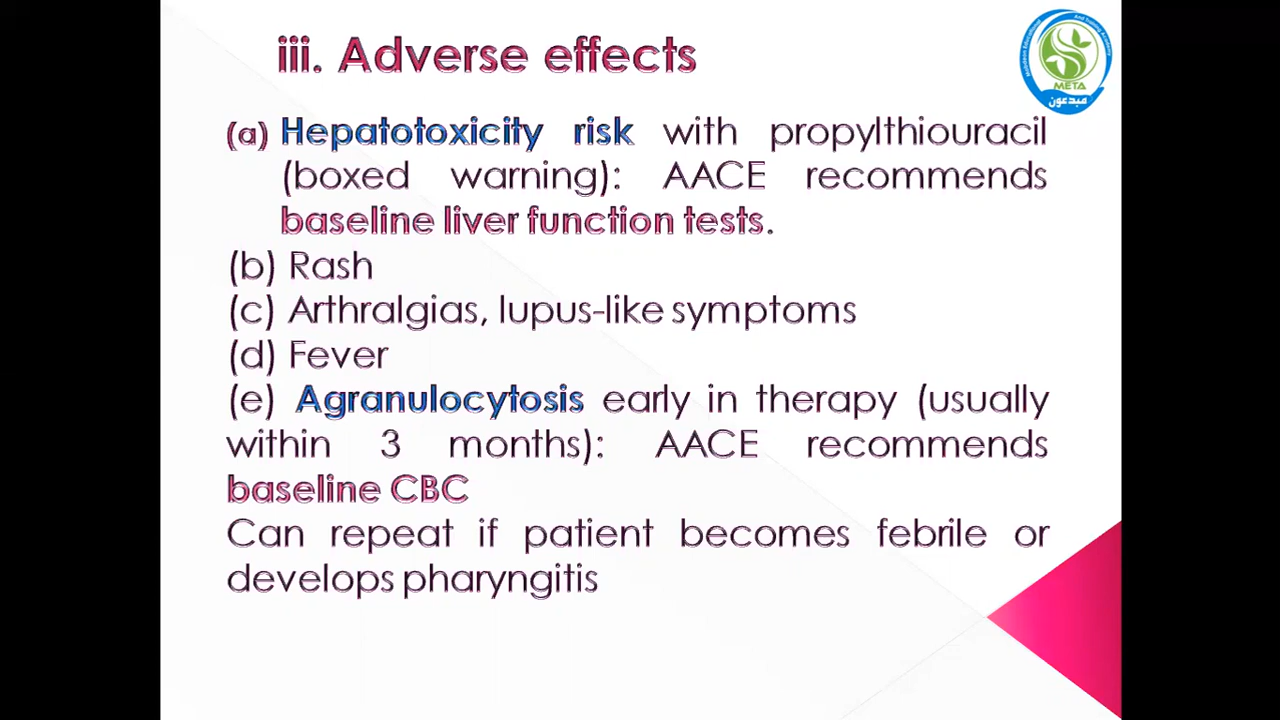 iii. Adverse effects
(a) Hepatotoxicity risk with propylthiouracil
(boxed warning): AACE recommends
baseline liver function tests.
(b) Rash
(c) Arthralgias, lupus-like symptoms
(d) Fever
(e) Agranulocytosis early in therapy (usually
within 3 months): AACE recommends
baseline CBC
Can repeat if patient becomes febrile or
develops pharyngitis
META
مبدعون